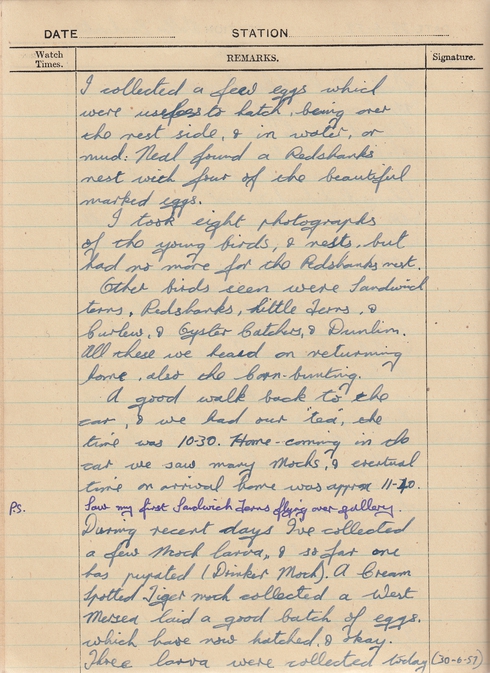 DATE STATION
Watch Times. REMARKS. Signature.
I collected a few eggs which
were useless to hatch, being over
the nest side, & in water, or
mud: Neal found a Redshanks
nest with four of the beautiful
marked eggs.
I took eight photographs
of the young birds, & nests, but
had no more for the Redshanks nest.
Other birds seen were Sandwich
terns, Redshanks, Little Terns, &
Curlew, & Oyster Catchers, & Dunlin.
All these we heard on returning
home, also the Corn-bunting.
A good walk back to the
car, & we had our 'tea', the
time was 10-30. Home-coming in the
car we saw many Moths, & eventual
time on arrival home was approx 11-40.
P.S. Saw my first Sandwich Terns flying over gallery.
During recent days I've collected
a few Moth larva, & so far one
has pupated (Drinker Moth). A Cream
Spotted Tiger moth collected a West
Mersea laid a good batch of eggs.
which have now hatched, & okay.
Three larva were collected today (30-6-57)